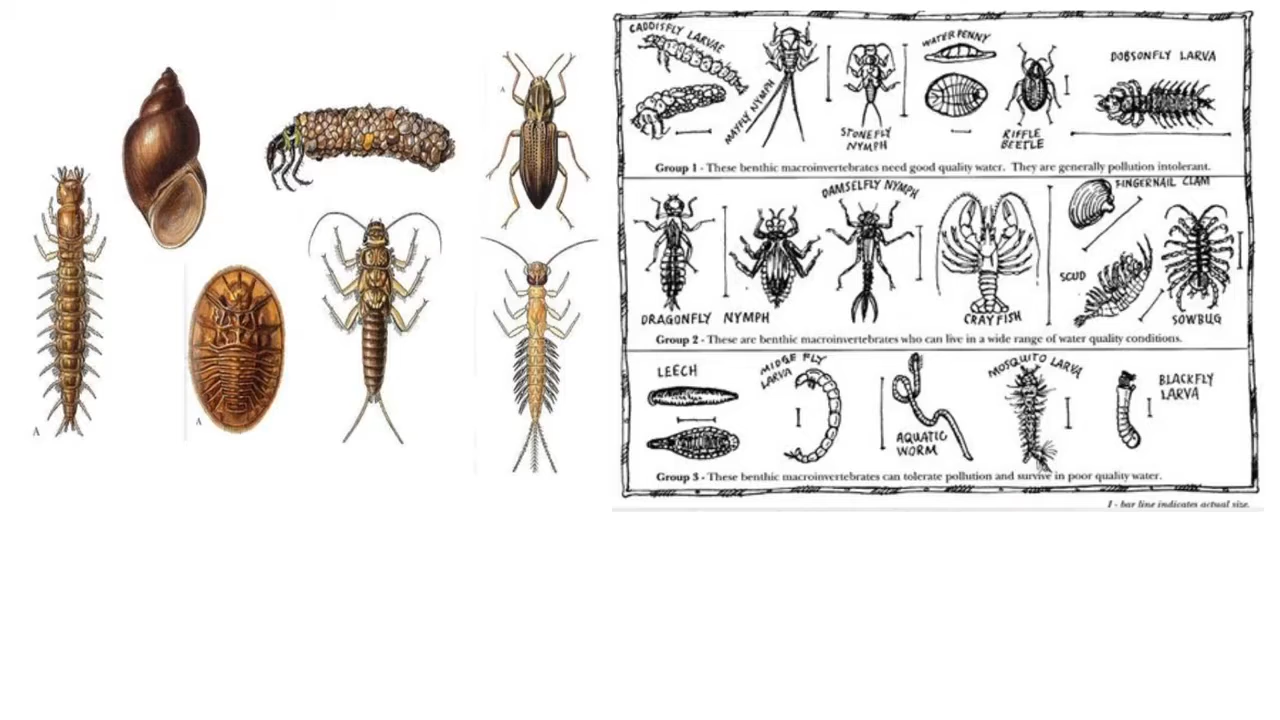 A
A
A
CADDISFLY LARVAE
MAYFLY NYMPH
STONEFLY
NYMPH
WATER PENNY
RIFFLE
BEETLE
DOBSONFLY LARVA
Group 1 - These benthic macroinvertebrates need good quality water. They are generally pollution intolerant.
DRAGONFLY NYMPH
DAMSELFLY NYMPH
CRAYFISH
FINGERNAIL CLAM
SCUD
SOWBUG
Group 2 - These are benthic macroinvertebrates who can live in a wide range of water quality conditions.
LEECH
MIDGE FLY
LARVA
AQUATIC
WORM
MOSQUITO LARVA
BLACKFLY
LARVA
Group 3 - These benthic macroinvertebrates can tolerate pollution and survive in poor quality water.
I - bar line indicates actual size.